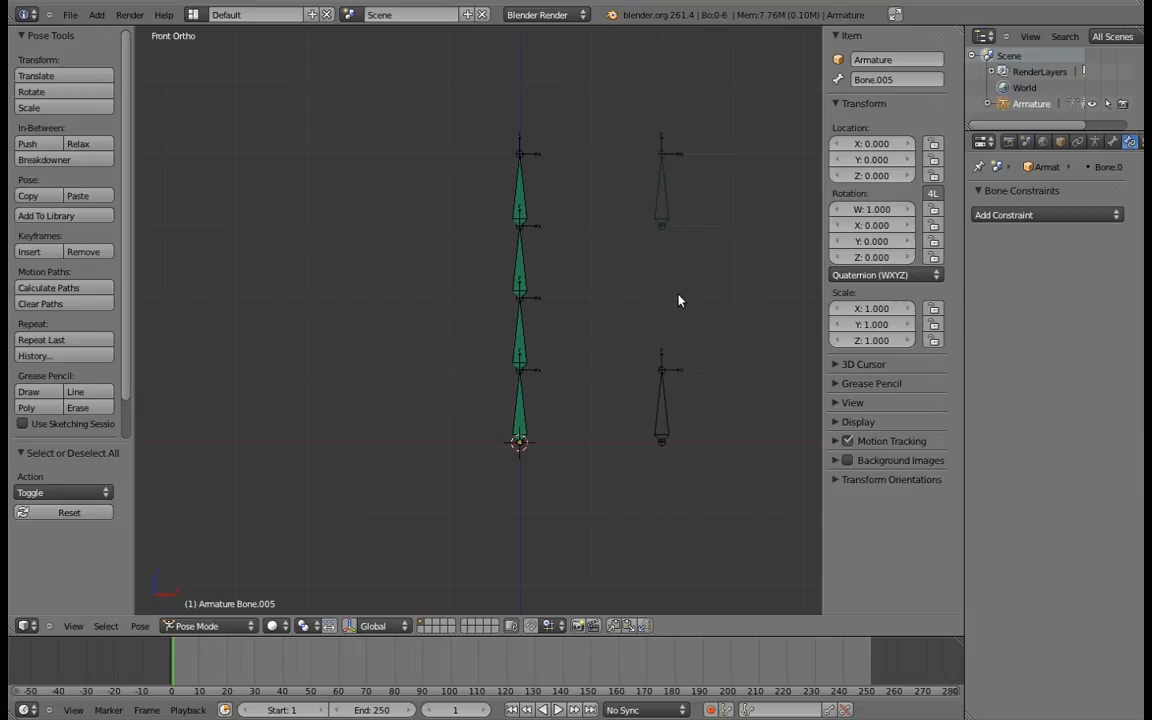 File Add Render Help Default Scene Blender Render blender.org 261.4 | Bo:0-6 | Mem:7.76M (0.10M) | Armature
View Search All Scenes
Pose Tools
Front Ortho
Item
Scene
Transform:
Translate
Rotate
Scale
Armature
Bone.005
RenderLayers
World
Armature
Transform
In-Between:
Push Relax
Breakdowner
Location:
X: 0.000
Y: 0.000
Z: 0.000
Armat Bone.0
Bone Constraints
Add Constraint
Pose:
Copy Paste
Add To Library
Rotation:
4L
W: 1.000
X: 0.000
Y: 0.000
Z: 0.000
Quaternion (WXYZ)
Keyframes:
Insert Remove
Motion Paths:
Calculate Paths
Clear Paths
Scale:
X: 1.000
Y: 1.000
Z: 1.000
Repeat:
Repeat Last
History...
3D Cursor
Grease Pencil
View
Display
Motion Tracking
Background Images
Transform Orientations
Grease Pencil:
Draw Line
Poly Erase
Use Sketching Sessio
Select or Deselect All
Action
Toggle
Reset
(1) Armature Bone.005
View Select Pose Pose Mode Global
-50 -40 -30 -20 -10 0 10 20 30 40 50 60 70 80 90 100 110 120 130 140 150 160 170 180 190 200 210 220 230 240 250 260 270 280
View Marker Frame Playback Start: 1 End: 250 1 No Sync